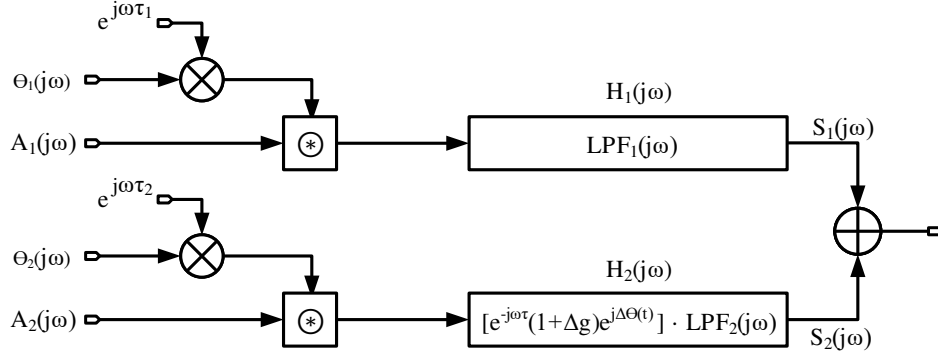 e^{jωτ_1}
Θ_1(jω)
H_1(jω)
A_1(jω)
⊛
LPF_1(jω)
S_1(jω)
e^{jωτ_2}
Θ_2(jω)
H_2(jω)
A_2(jω)
⊛
[e^{-jωτ}(1+Δg)e^{jΔΘ(t)}] · LPF_2(jω)
S_2(jω)